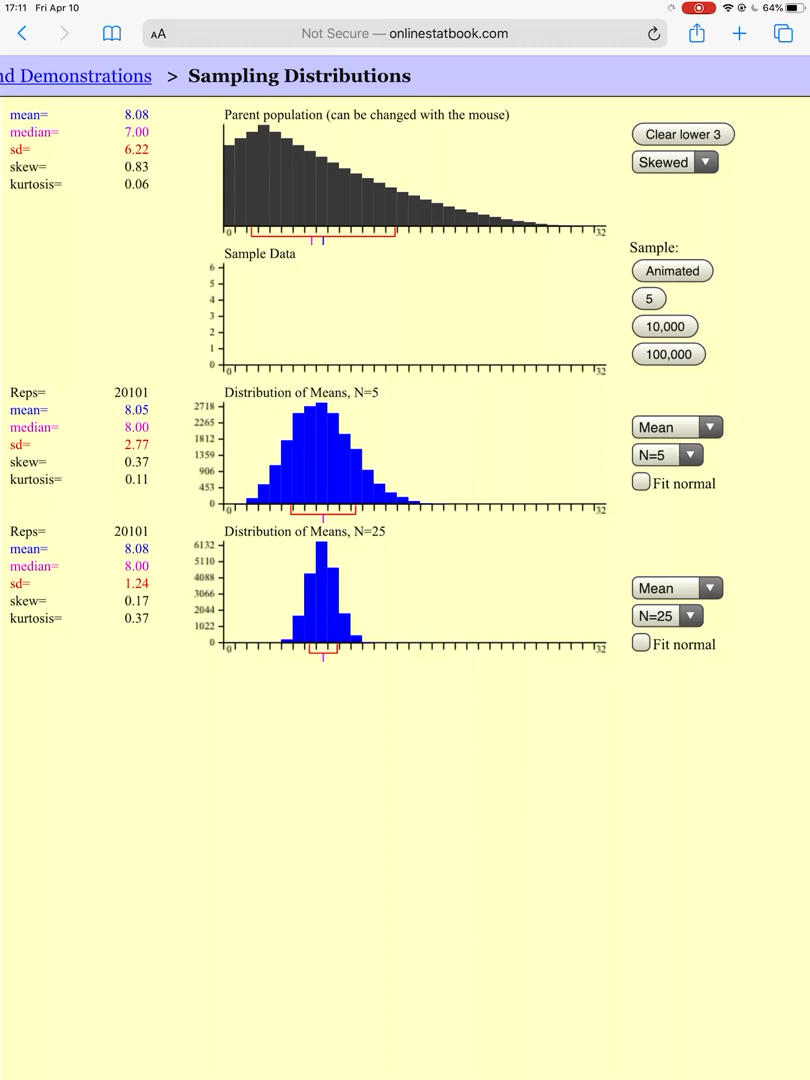 17:11 Fri Apr 10
64%
AA
Not Secure — onlinestatbook.com
nd Demonstrations > Sampling Distributions
mean= 8.08
median= 7.00
sd= 6.22
skew= 0.83
kurtosis= 0.06
Parent population (can be changed with the mouse)
0 32
Clear lower 3
Skewed
Sample Data
6
5
4
3
2
1
0
0 32
Sample:
Animated
5
10,000
100,000
Reps= 20101
mean= 8.05
median= 8.00
sd= 2.77
skew= 0.37
kurtosis= 0.11
Distribution of Means, N=5
2718
2265
1812
1359
906
453
0
0 32
Mean
N=5
Fit normal
Reps= 20101
mean= 8.08
median= 8.00
sd= 1.24
skew= 0.17
kurtosis= 0.37
Distribution of Means, N=25
6132
5110
4088
3066
2044
1022
0
0 32
Mean
N=25
Fit normal